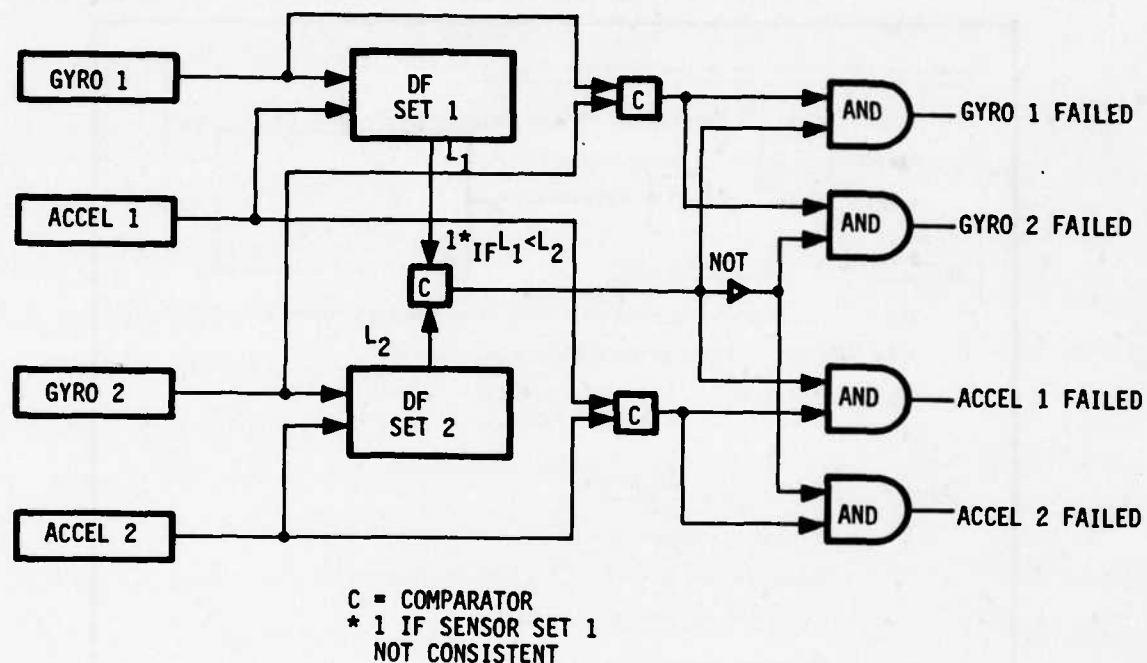 GYRO 1
DF
SET 1
C
AND
GYRO 1 FAILED
L1
ACCEL 1
AND
GYRO 2 FAILED
1* IF L1<L2
NOT
C
L2
GYRO 2
DF
SET 2
C
AND
ACCEL 1 FAILED
ACCEL 2
AND
ACCEL 2 FAILED
C = COMPARATOR
* 1 IF SENSOR SET 1
NOT CONSISTENT